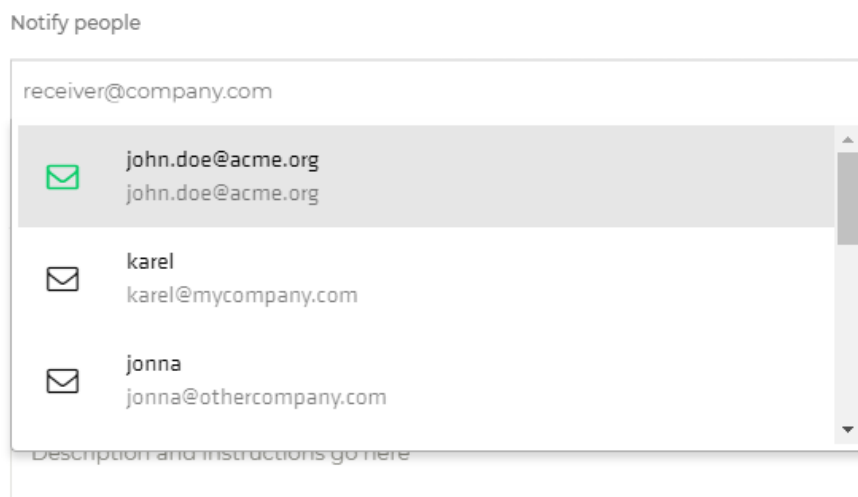 Notify people
receiver@company.com
john.doe@acme.org
john.doe@acme.org
karel
karel@mycompany.com
jonna
jonna@othercompany.com
Description and instructions go here